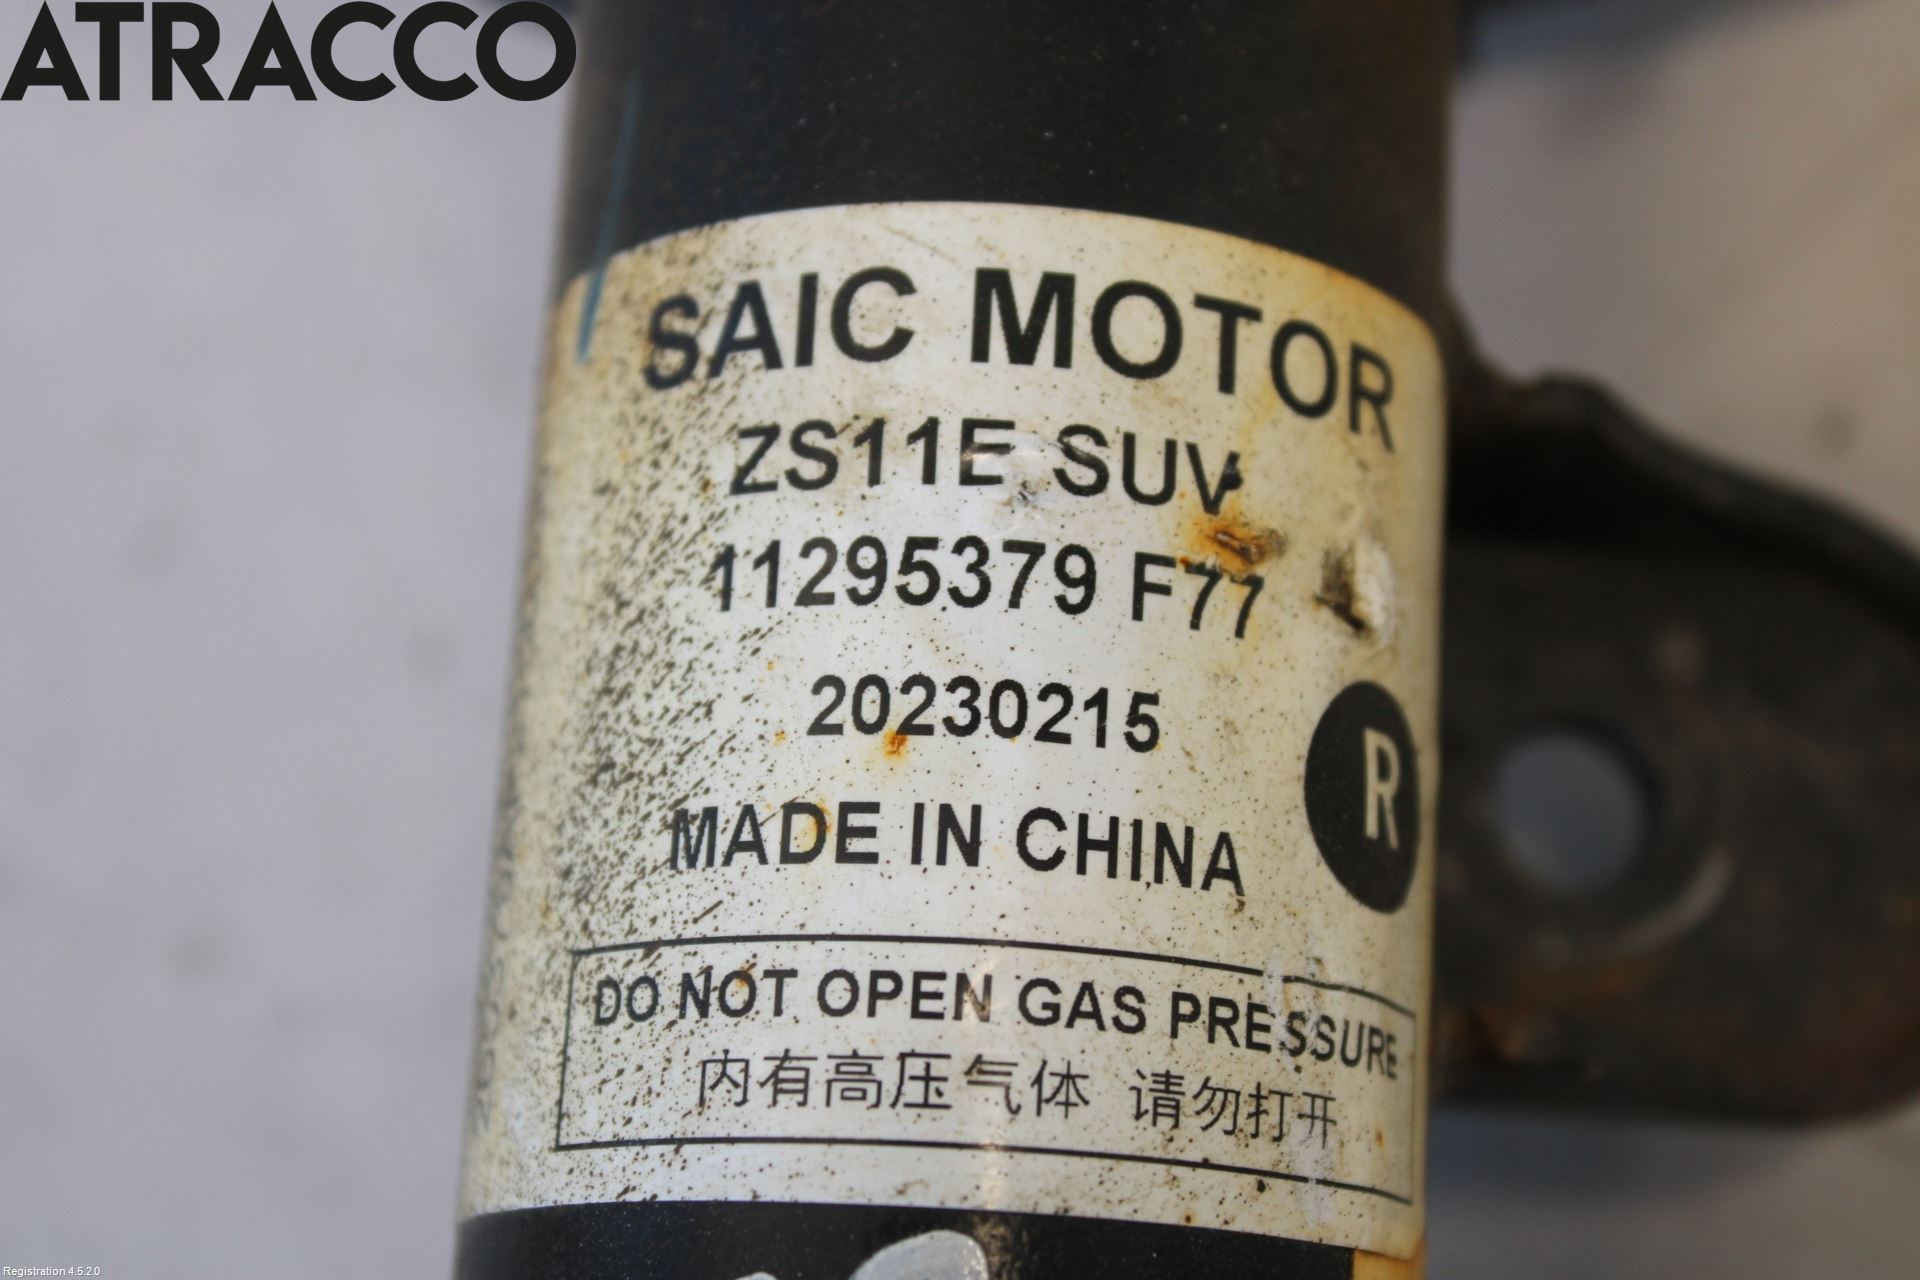 ATRACCO
SAIC MOTOR
ZS11E SUV
11295379 F77
20230215
R
MADE IN CHINA
DO NOT OPEN GAS PRESSURE
内有高压气体 请勿打开
Registration 4.5.2.0